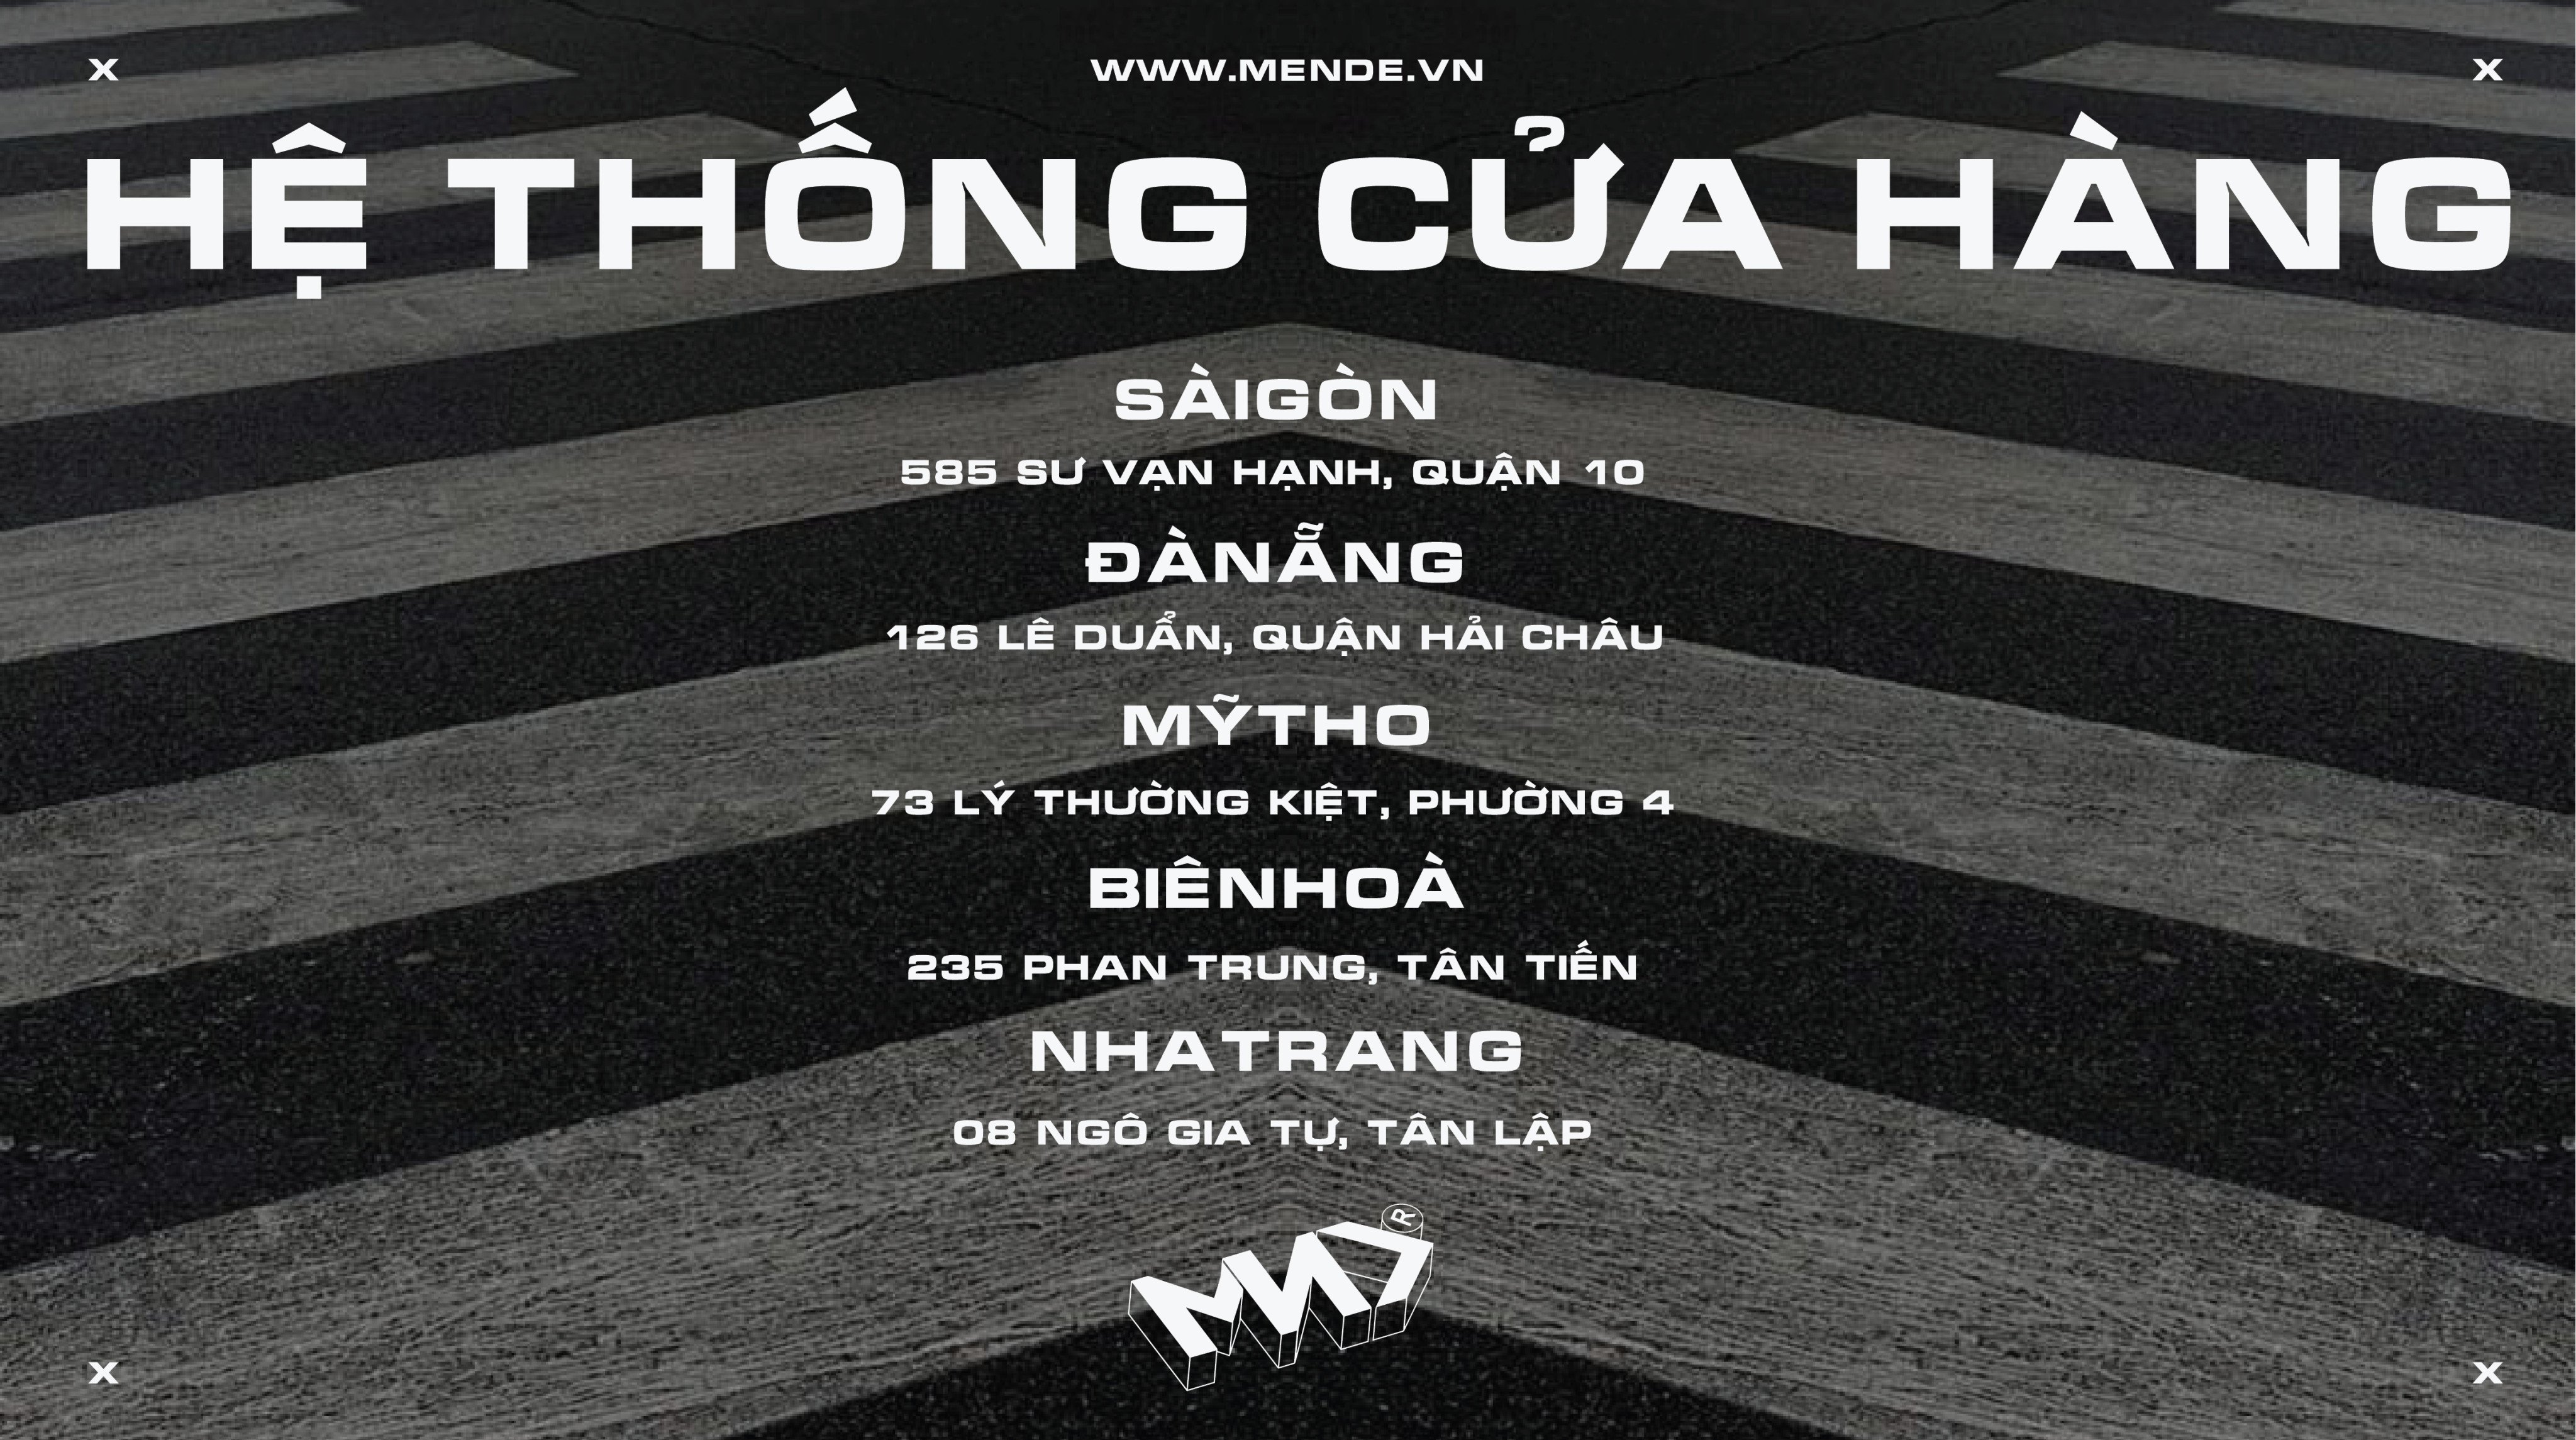 X
WWW.MENDE.VN
X
HỆ THỐNG CỬA HÀNG
SÀIGÒN
585 SƯ VẠN HẠNH, QUẬN 10
ĐÀNẴNG
126 LÊ DUẨN, QUẬN HẢI CHÂU
MỸTHO
73 LÝ THƯỜNG KIỆT, PHƯỜNG 4
BIÊNHOÀ
235 PHAN TRUNG, TÂN TIẾN
NHATRANG
08 NGÔ GIA TỰ, TÂN LẬP
R
X
X